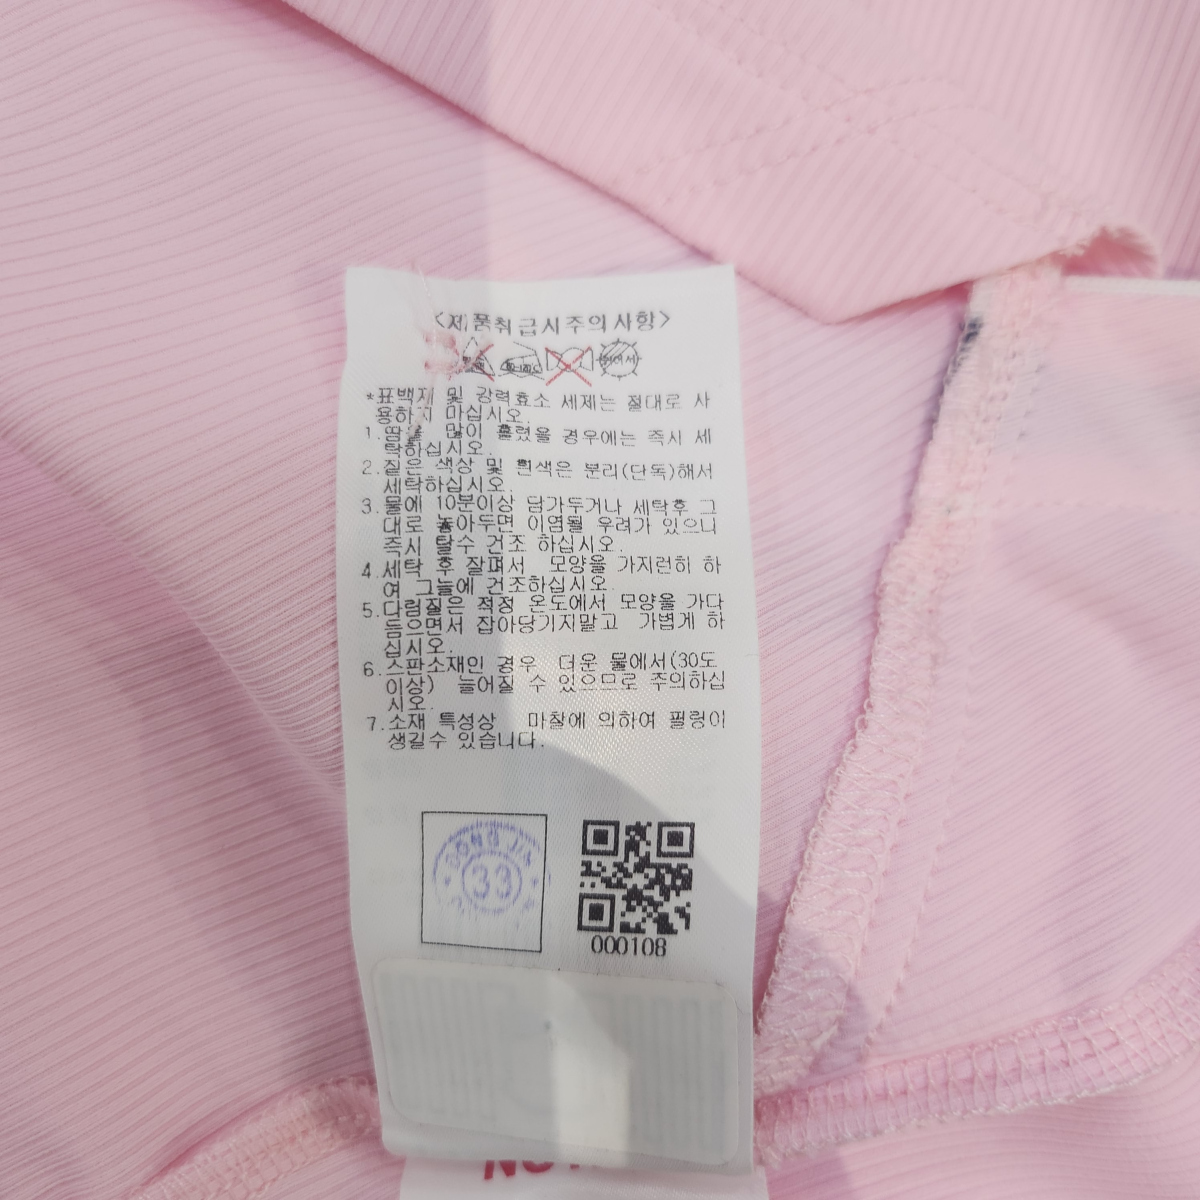 <제품취급시주의사항>
*표백제 및 강력효소 세제는 절대로 사
용하지 마십시오.
1.땀을 많이 흘렸을 경우에는 즉시 세
탁하십시오.
2.짙은 색상 및 흰색은 분리(단독)해서
세탁하십시오.
3.물에 10분이상 담가두거나 세탁후 그
대로 놓아두면 이염될 우려가 있으니
즉시 탈수 건조 하십시오.
4.세탁 후 잘펴서 모양을 가지런히 하
여 그늘에 건조하십시오
5.다림질은 적정 온도에서 모양을 가다
듬으면서 잡아당기지말고 가볍게 하
십시오.
6.스판소재인 경우 더운 물에서(30도
이상) 늘어질 수 있으므로 주의하십
시오.
7.소재 특성상 마찰에 의하여 필링이
생길수 있습니다.
DONG JIN
33
000108